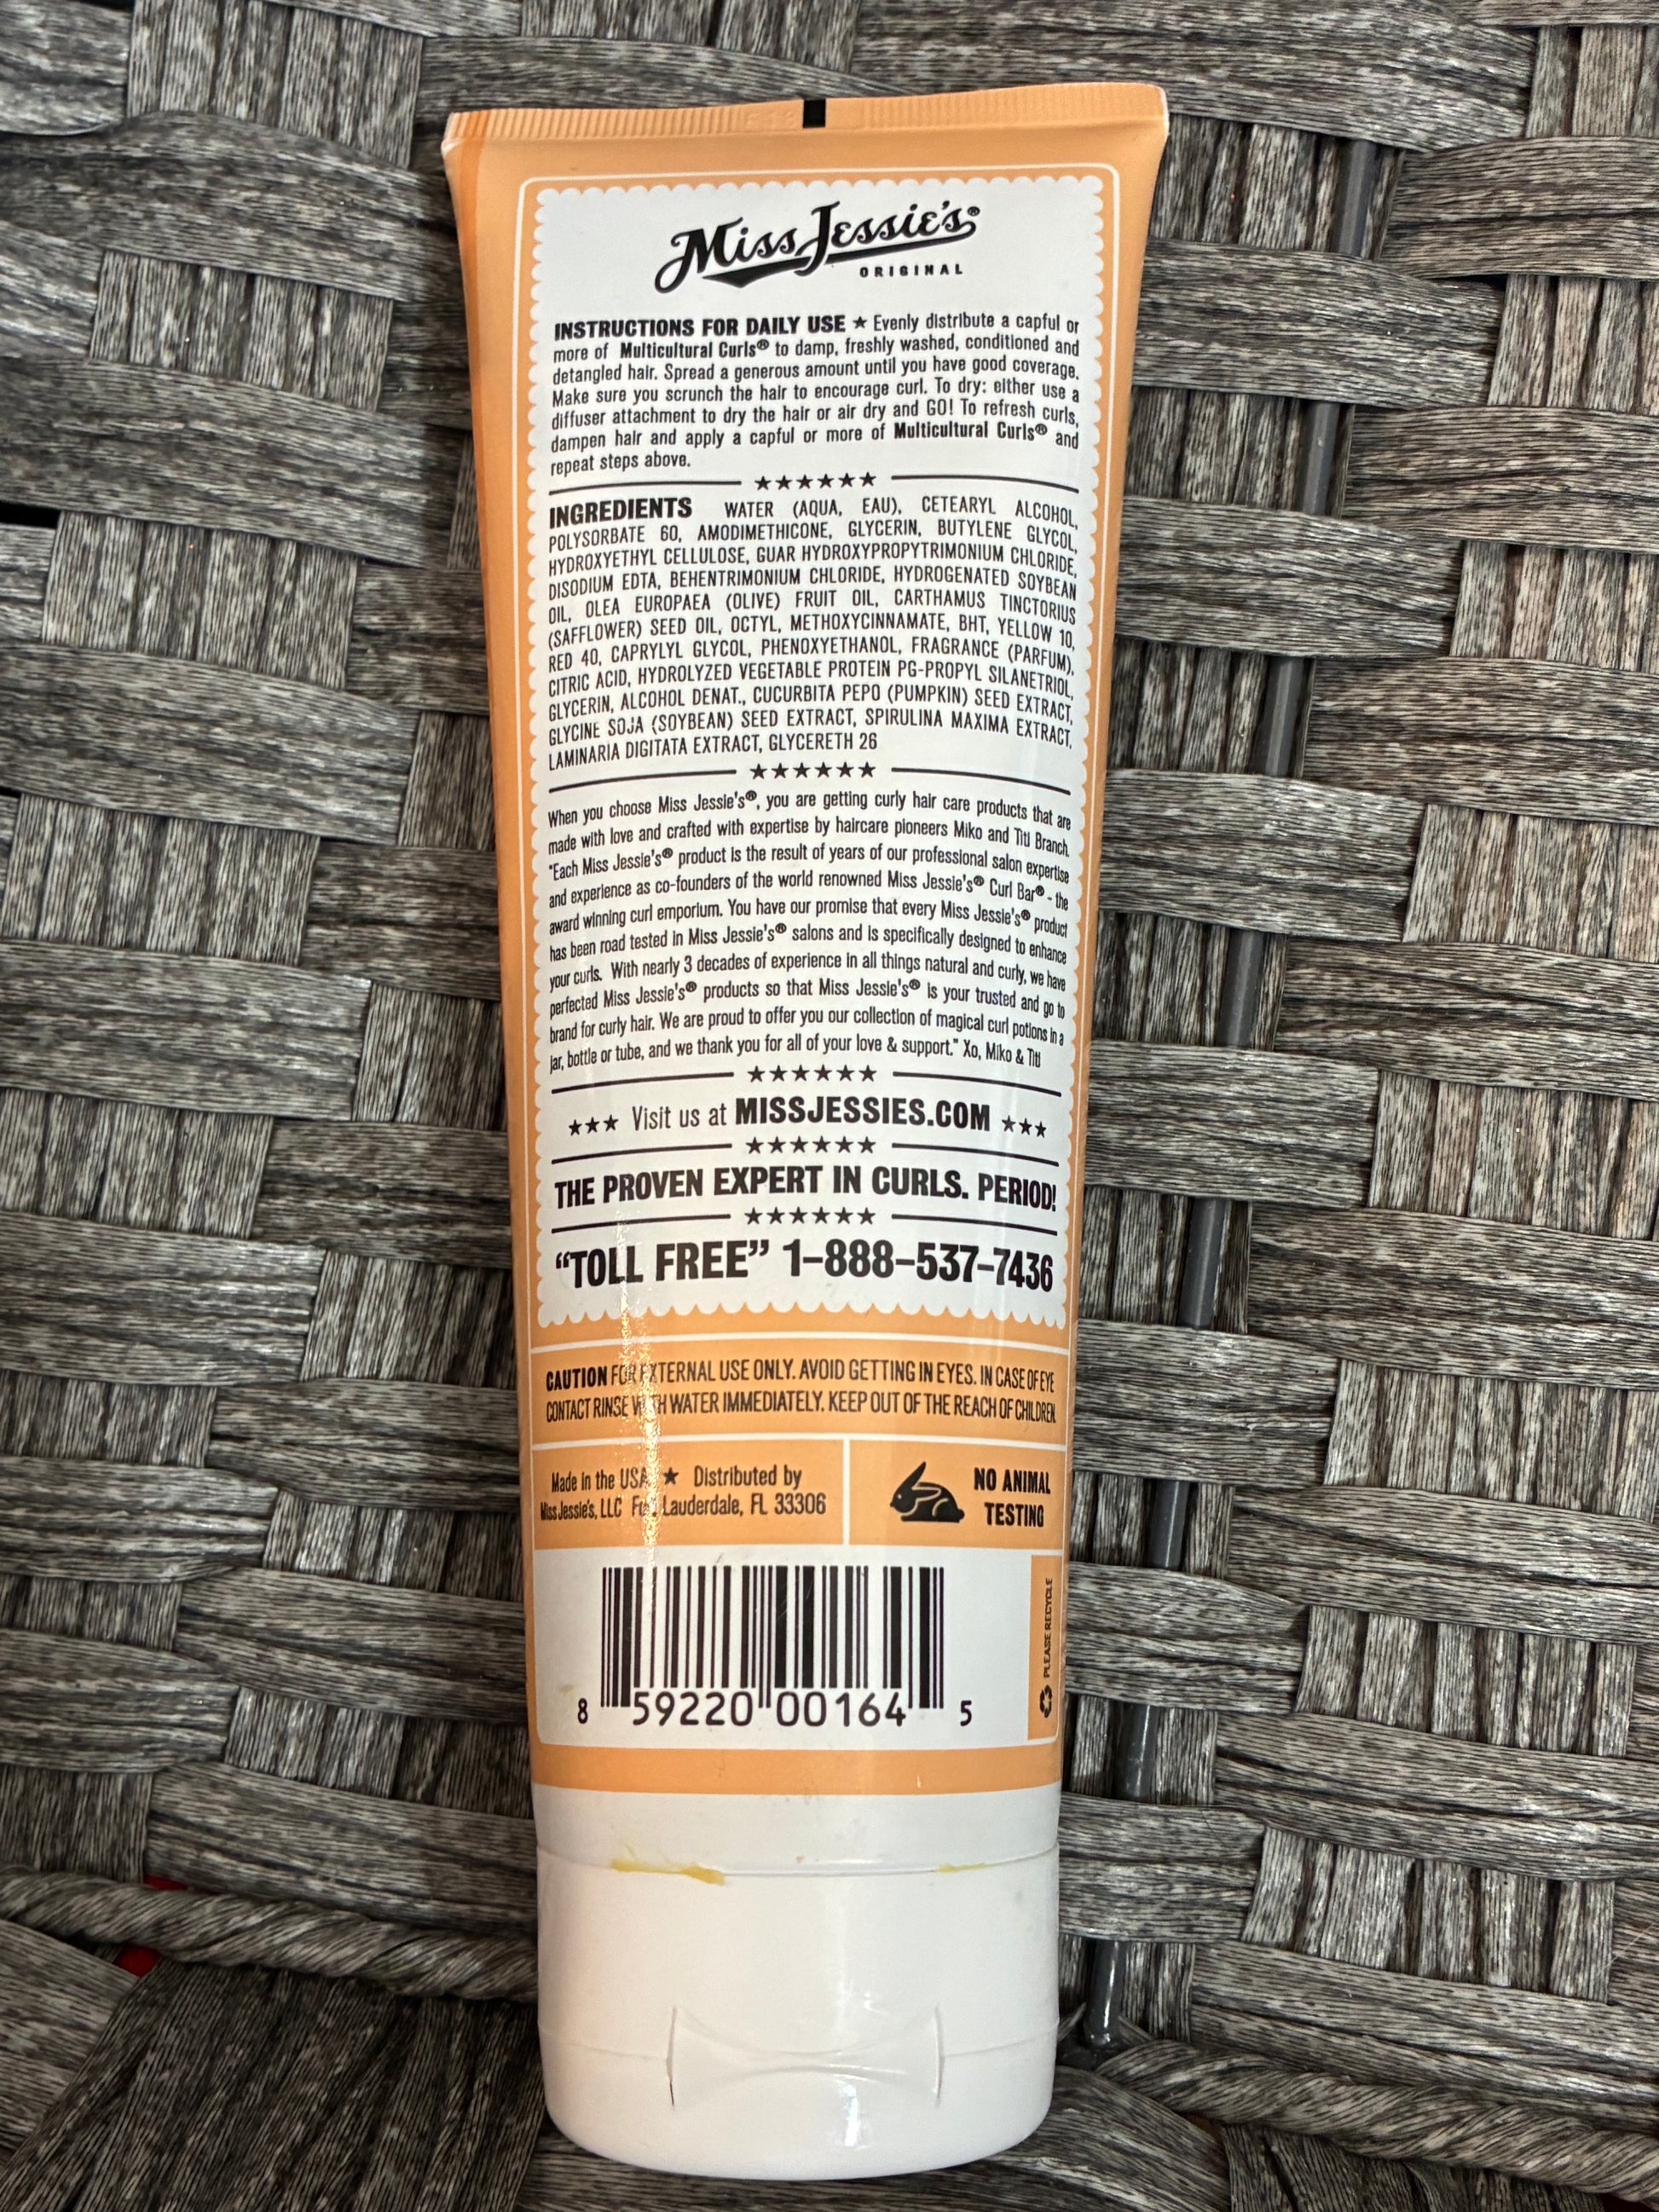 Miss Jessie's®
ORIGINAL
INSTRUCTIONS FOR DAILY USE ★ Evenly distribute a capful or
more of Multicultural Curls® to damp, freshly washed, conditioned and
detangled hair. Spread a generous amount until you have good coverage.
Make sure you scrunch the hair to encourage curl. To dry: either use a
diffuser attachment to dry the hair or air dry and GO! To refresh curls,
dampen hair and apply a capful or more of Multicultural Curls® and
repeat steps above.
★★★★★★
INGREDIENTS WATER (AQUA, EAU), CETEARYL ALCOHOL,
POLYSORBATE 60, AMODIMETHICONE, GLYCERIN, BUTYLENE GLYCOL,
HYDROXYETHYL CELLULOSE, GUAR HYDROXYPROPYTRIMONIUM CHLORIDE,
DISODIUM EDTA, BEHENTRIMONIUM CHLORIDE, HYDROGENATED SOYBEAN
OIL, OLEA EUROPAEA (OLIVE) FRUIT OIL, CARTHAMUS TINCTORIUS
(SAFFLOWER) SEED OIL, OCTYL, METHOXYCINNAMATE, BHT, YELLOW 10,
RED 40, CAPRYLYL GLYCOL, PHENOXYETHANOL, FRAGRANCE (PARFUM),
CITRIC ACID, HYDROLYZED VEGETABLE PROTEIN PG-PROPYL SILANETRIOL,
GLYCERIN, ALCOHOL DENAT., CUCURBITA PEPO (PUMPKIN) SEED EXTRACT,
GLYCINE SOJA (SOYBEAN) SEED EXTRACT, SPIRULINA MAXIMA EXTRACT,
LAMINARIA DIGITATA EXTRACT, GLYCERETH 26
★★★★★★
When you choose Miss Jessie's®, you are getting curly hair care products that are
made with love and crafted with expertise by haircare pioneers Miko and Titi Branch.
"Each Miss Jessie's® product is the result of years of our professional salon expertise
and experience as co-founders of the world renowned Miss Jessie's® Curl Bar® - the
award winning curl emporium. You have our promise that every Miss Jessie's® product
has been road tested in Miss Jessie's® salons and is specifically designed to enhance
your curls. With nearly 3 decades of experience in all things natural and curly, we have
perfected Miss Jessie's® products so that Miss Jessie's® is your trusted and go to
brand for curly hair. We are proud to offer you our collection of magical curl potions in a
jar, bottle or tube, and we thank you for all of your love & support." Xo, Miko & Titi
★★★★★★
★★★ Visit us at MISSJESSIES.COM ★★★
★★★★★★
THE PROVEN EXPERT IN CURLS. PERIOD!
★★★★★★
“TOLL FREE” 1-888-537-7436
CAUTION FOR EXTERNAL USE ONLY. AVOID GETTING IN EYES. IN CASE OF EYE
CONTACT RINSE WITH WATER IMMEDIATELY. KEEP OUT OF THE REACH OF CHILDREN.
Made in the USA ★ Distributed by
Miss Jessie's, LLC Fort Lauderdale, FL 33306
NO ANIMAL
TESTING
PLEASE RECYCLE
8 59220 00164 5